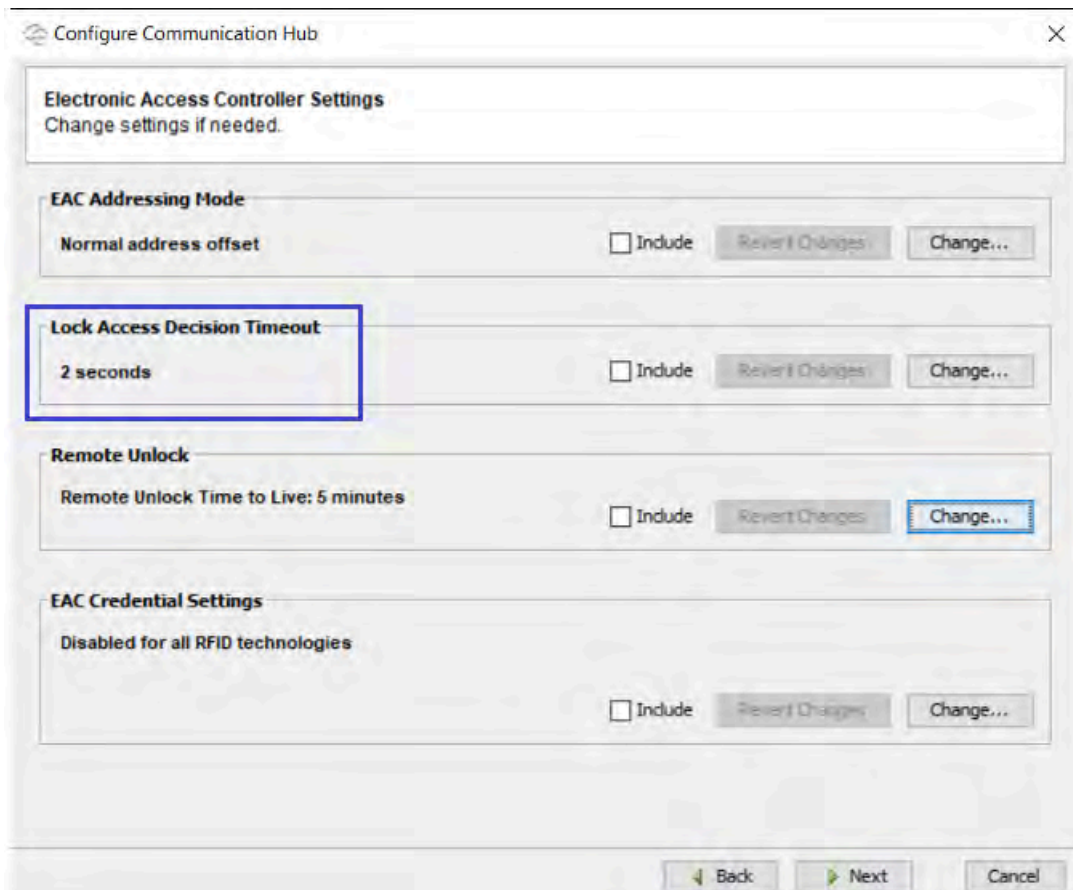 Configure Communication Hub
Electronic Access Controller Settings
Change settings if needed.
EAC Addressing Mode
Normal address offset
Include Revert Changes Change...
Lock Access Decision Timeout
2 seconds
Include Revert Changes Change...
Remote Unlock
Remote Unlock Time to Live: 5 minutes
Include Revert Changes Change...
EAC Credential Settings
Disabled for all RFID technologies
Include Revert Changes Change...
Back Next Cancel